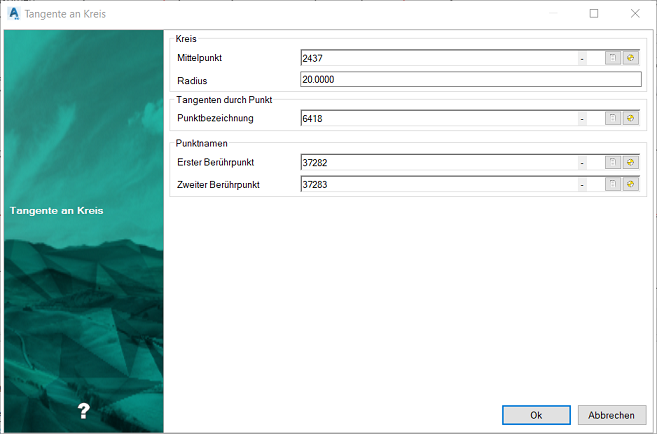 Tangente an Kreis
Kreis
Mittelpunkt 2437 -
Radius 20.0000
Tangenten durch Punkt
Punktbezeichnung 6418 -
Punktnamen
Erster Berührpunkt 37282 -
Zweiter Berührpunkt 37283 -
Tangente an Kreis
?
Ok Abbrechen